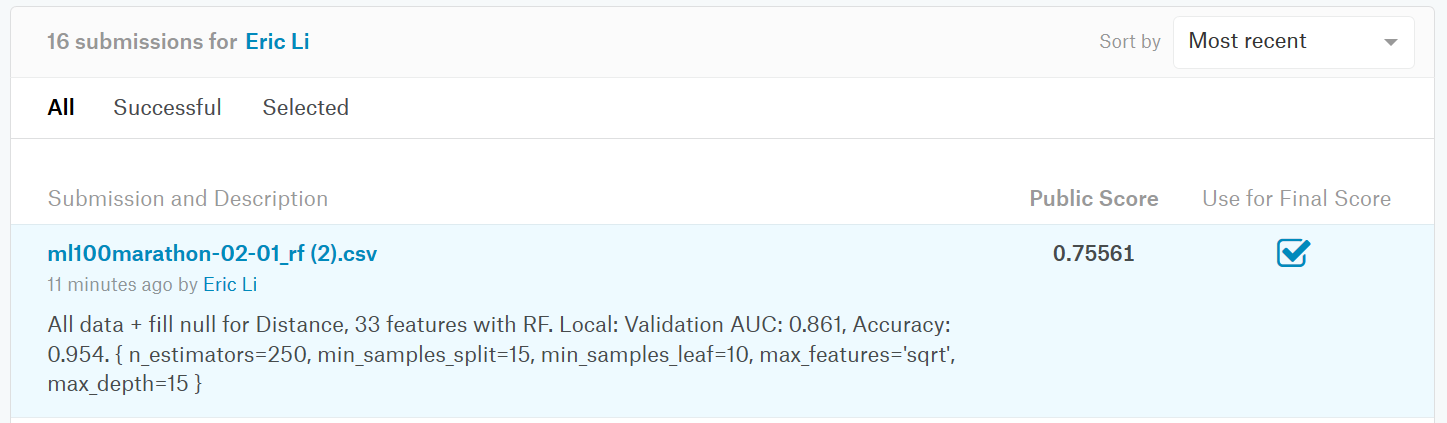 16 submissions for Eric Li
Sort by Most recent
All Successful Selected
Submission and Description Public Score Use for Final Score
ml100marathon-02-01_rf (2).csv 0.75561
11 minutes ago by Eric Li
All data + fill null for Distance, 33 features with RF. Local: Validation AUC: 0.861, Accuracy:
0.954. { n_estimators=250, min_samples_split=15, min_samples_leaf=10, max_features='sqrt',
max_depth=15 }